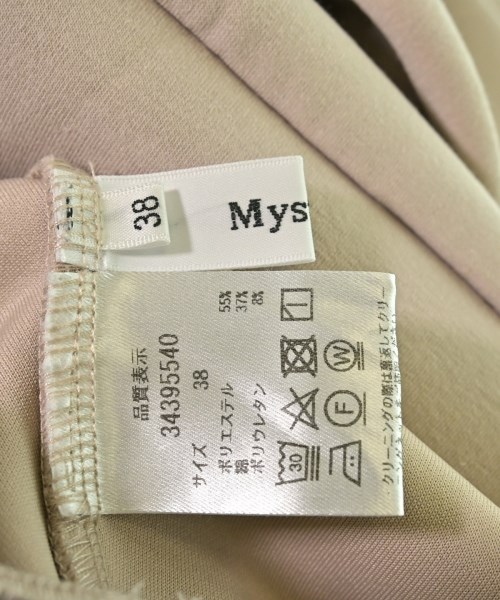 38
Mys
品質表示
34395540
サイズ 38
ポリエステル 55%
綿 37%
ポリウレタン 8%
30
F W
クリーニングの際は裏返してクリー